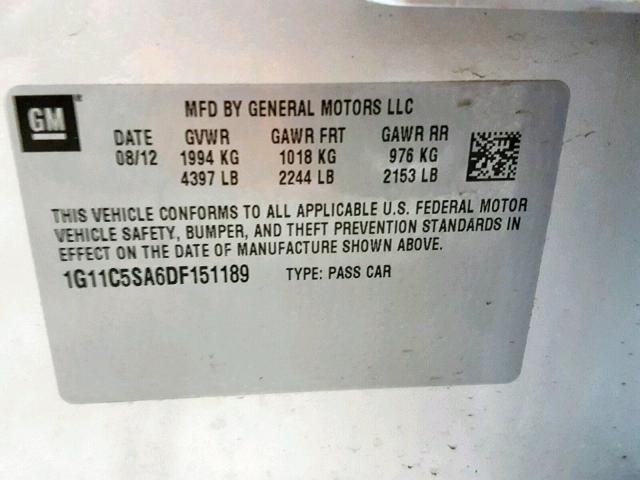 GM
MFD BY GENERAL MOTORS LLC
DATE GVWR GAWR FRT GAWR RR
08/12 1994 KG 1018 KG 976 KG
4397 LB 2244 LB 2153 LB
THIS VEHICLE CONFORMS TO ALL APPLICABLE U.S. FEDERAL MOTOR
VEHICLE SAFETY, BUMPER, AND THEFT PREVENTION STANDARDS IN
EFFECT ON THE DATE OF MANUFACTURE SHOWN ABOVE.
1G11C5SA6DF151189 TYPE: PASS CAR